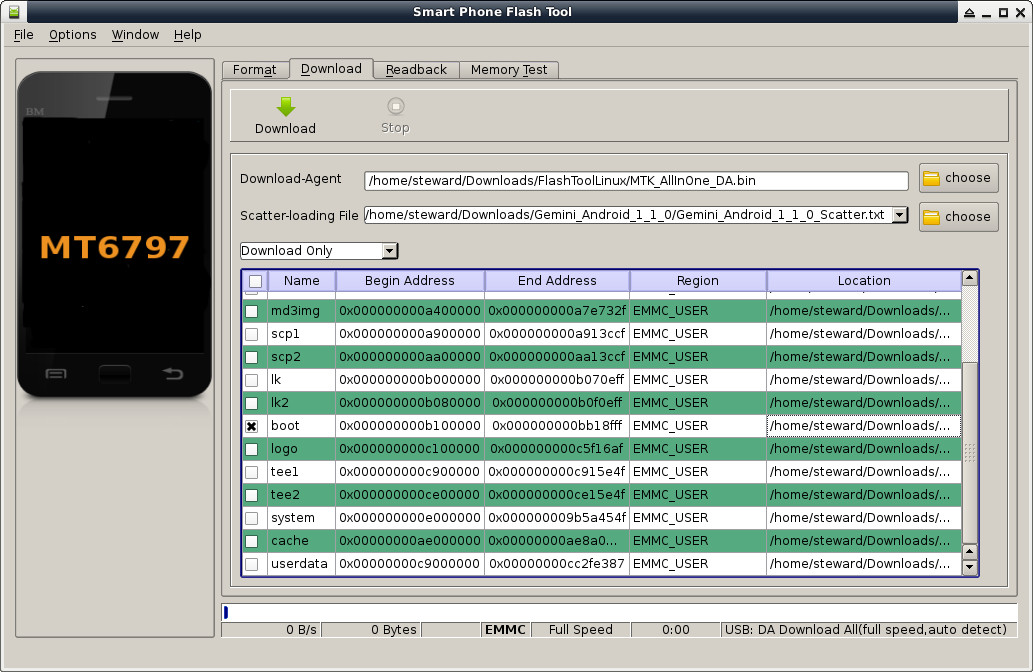 Smart Phone Flash Tool
File Options Window Help
BM
MT6797
Format Download Readback Memory Test
Download Stop
Download-Agent /home/steward/Downloads/FlashToolLinux/MTK_AllInOne_DA.bin choose
Scatter-loading File /home/steward/Downloads/Gemini_Android_1_1_0/Gemini_Android_1_1_0_Scatter.txt choose
Download Only
Name Begin Address End Address Region Location
md3img 0x000000000a400000 0x000000000a7e732f EMMC_USER /home/steward/Downloads/...
scp1 0x000000000a900000 0x000000000a913ccf EMMC_USER /home/steward/Downloads/...
scp2 0x000000000aa00000 0x000000000aa13ccf EMMC_USER /home/steward/Downloads/...
lk 0x000000000b000000 0x000000000b070eff EMMC_USER /home/steward/Downloads/...
lk2 0x000000000b080000 0x000000000b0f0eff EMMC_USER /home/steward/Downloads/...
boot 0x000000000b100000 0x000000000bb18fff EMMC_USER /home/steward/Downloads/...
logo 0x000000000c100000 0x000000000c5f16af EMMC_USER /home/steward/Downloads/...
tee1 0x000000000c900000 0x000000000c915e4f EMMC_USER /home/steward/Downloads/...
tee2 0x000000000ce00000 0x000000000ce15e4f EMMC_USER /home/steward/Downloads/...
system 0x000000000e000000 0x000000009b5a454f EMMC_USER /home/steward/Downloads/...
cache 0x00000000ae000000 0x00000000ae8a0... EMMC_USER /home/steward/Downloads/...
userdata 0x00000000c9000000 0x00000000cc2fe387 EMMC_USER /home/steward/Downloads/...
0 B/s 0 Bytes EMMC Full Speed 0:00 USB: DA Download All(full speed,auto detect)